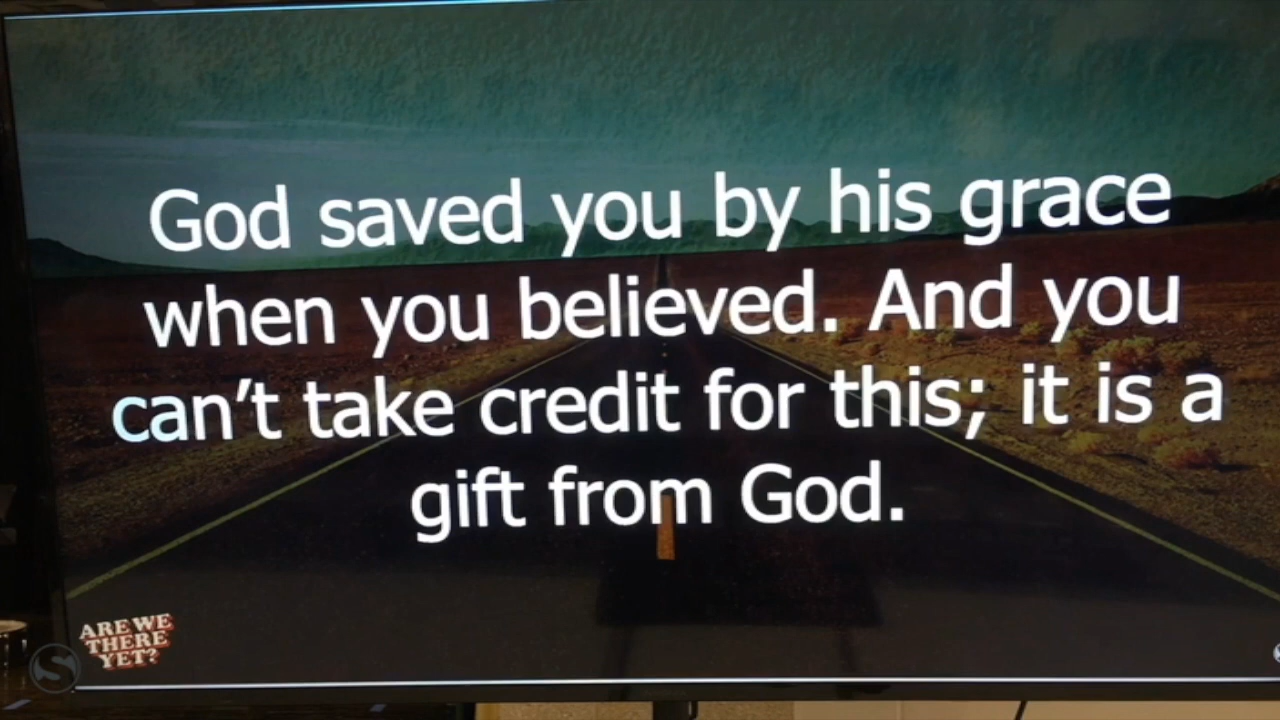 God saved you by his grace
when you believed. And you
can't take credit for this; it is a
gift from God.
ARE WE
THERE
YET?
S